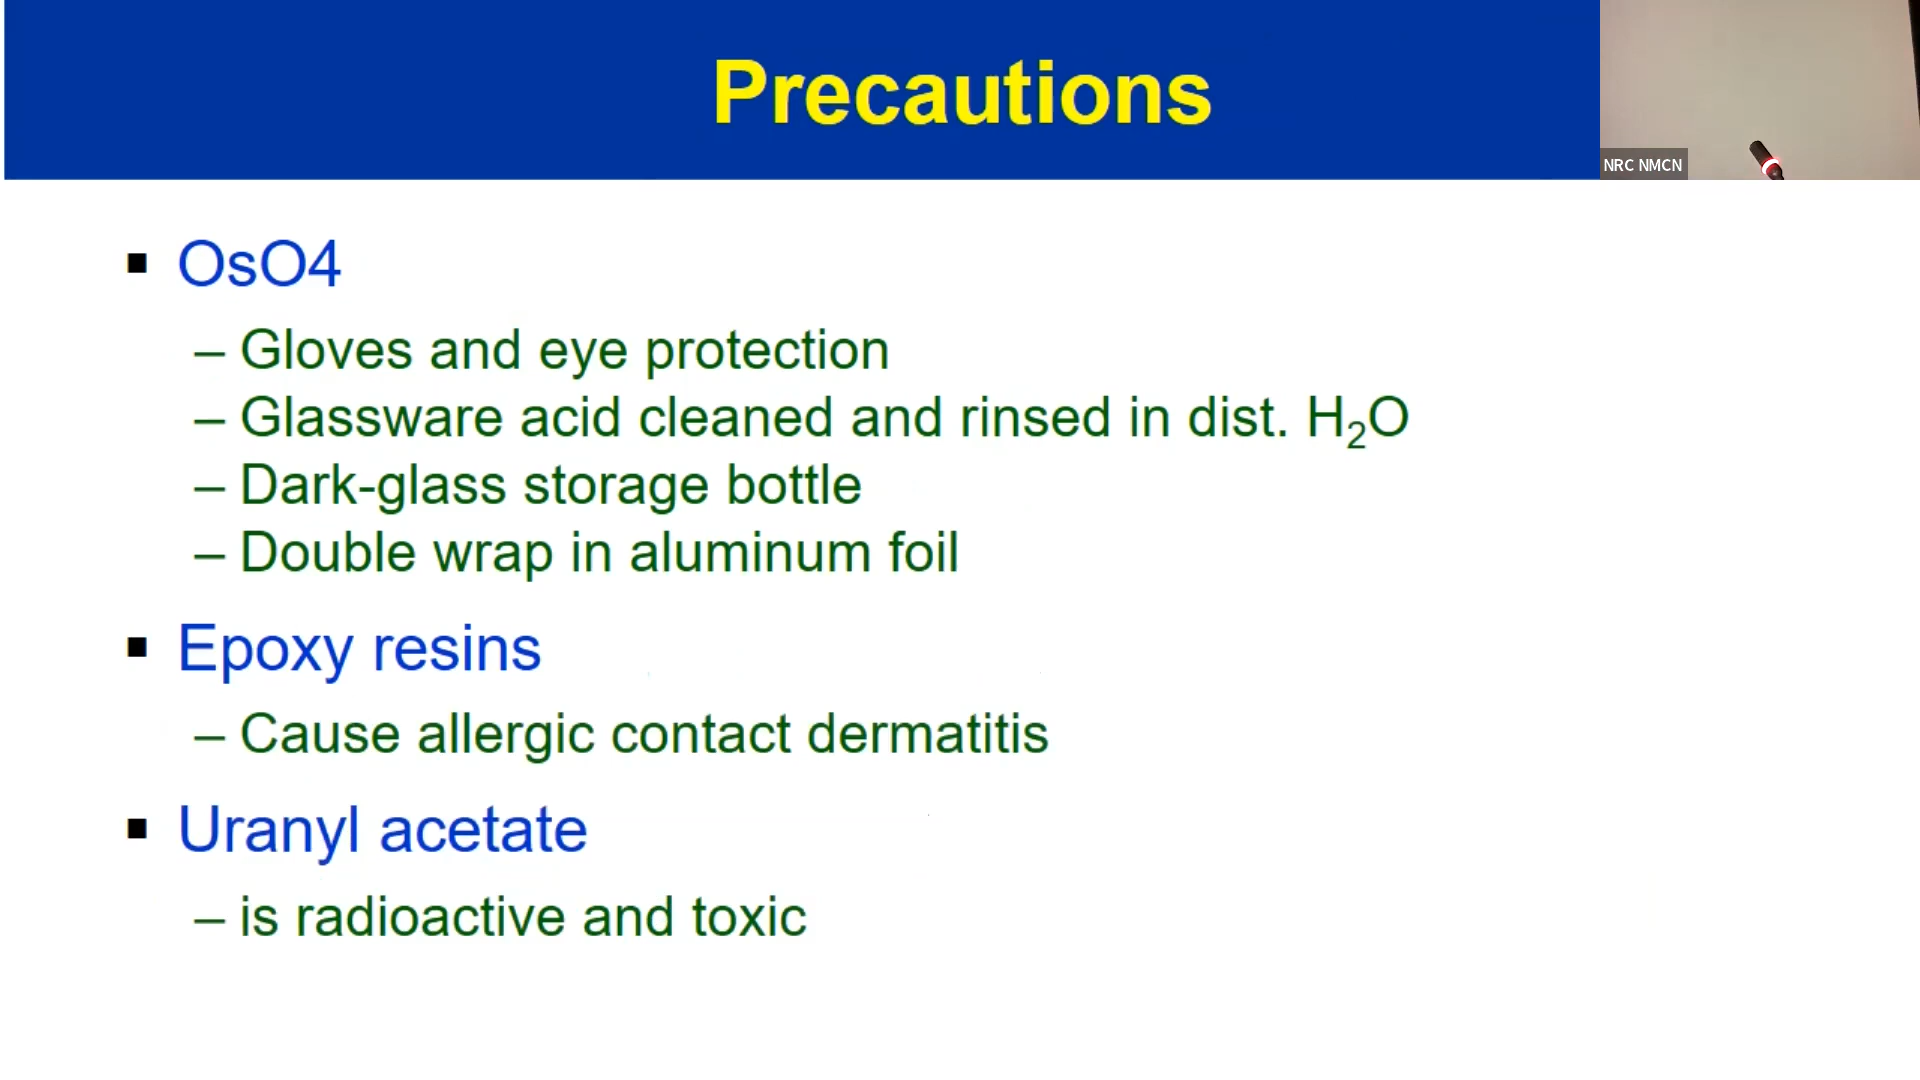 Precautions
NRC NMCN
▪ OsO4
– Gloves and eye protection
– Glassware acid cleaned and rinsed in dist. H₂O
– Dark-glass storage bottle
– Double wrap in aluminum foil
▪ Epoxy resins
– Cause allergic contact dermatitis
▪ Uranyl acetate
– is radioactive and toxic